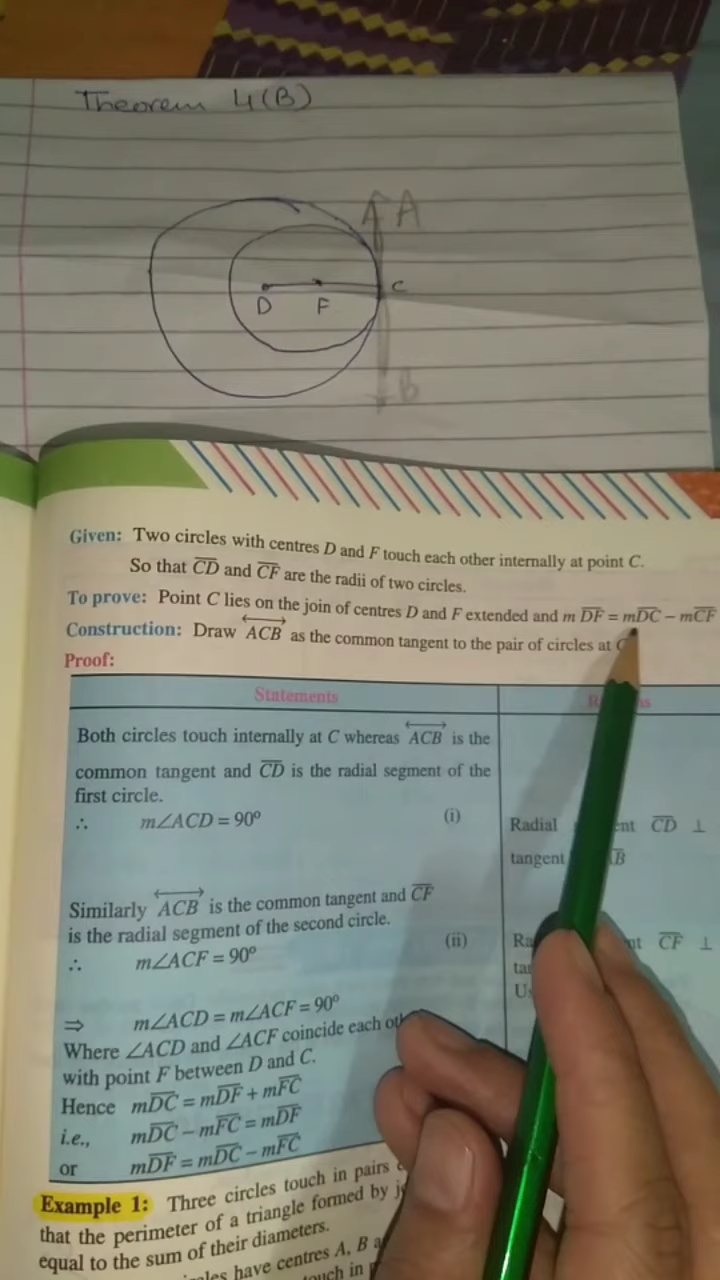 Theorem 4(B)
A
D F C
B
Given: Two circles with centres D and F touch each other internally at point C.
So that CD and CF are the radii of two circles.
To prove: Point C lies on the join of centres D and F extended and m DF = mDC – mCF
Construction: Draw ACB as the common tangent to the pair of circles at
Proof:
Statements
Both circles touch internally at C whereas ACB is the
common tangent and CD is the radial segment of the
first circle.
∴ m∠ACD = 90° (i)
Radial CD ⊥
tangent
Similarly ACB is the common tangent and CF
is the radial segment of the second circle.
∴ m∠ACF = 90° (ii)
CF ⊥
⇒ m∠ACD = m∠ACF = 90°
Where ∠ACD and ∠ACF coincide each
with point F between D and C.
Hence mDC = mDF + mFC
i.e., mDC – mFC = mDF
or mDF = mDC – mFC
Example 1: Three circles touch in pairs
that the perimeter of a triangle formed by
equal to the sum of their diameters.
have centres A, B